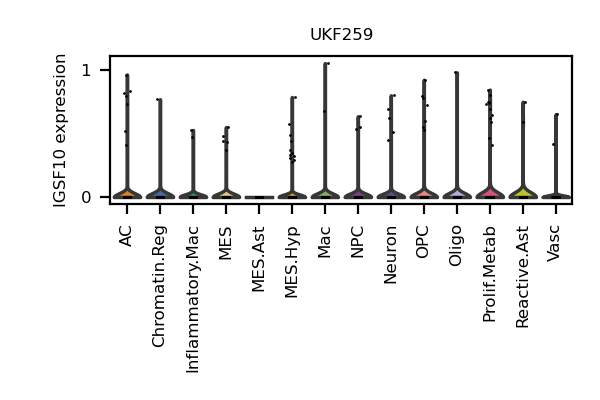 UKF259
IGSF10 expression
1
0
AC
Chromatin.Reg
Inflammatory.Mac
MES
MES.Ast
MES.Hyp
Mac
NPC
Neuron
OPC
Oligo
Prolif.Metab
Reactive.Ast
Vasc